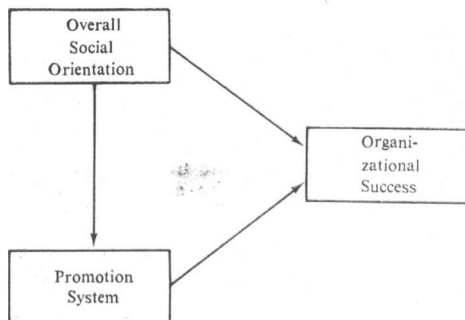 Overall
Social
Orientation
Organi-
zational
Success
Promotion
System